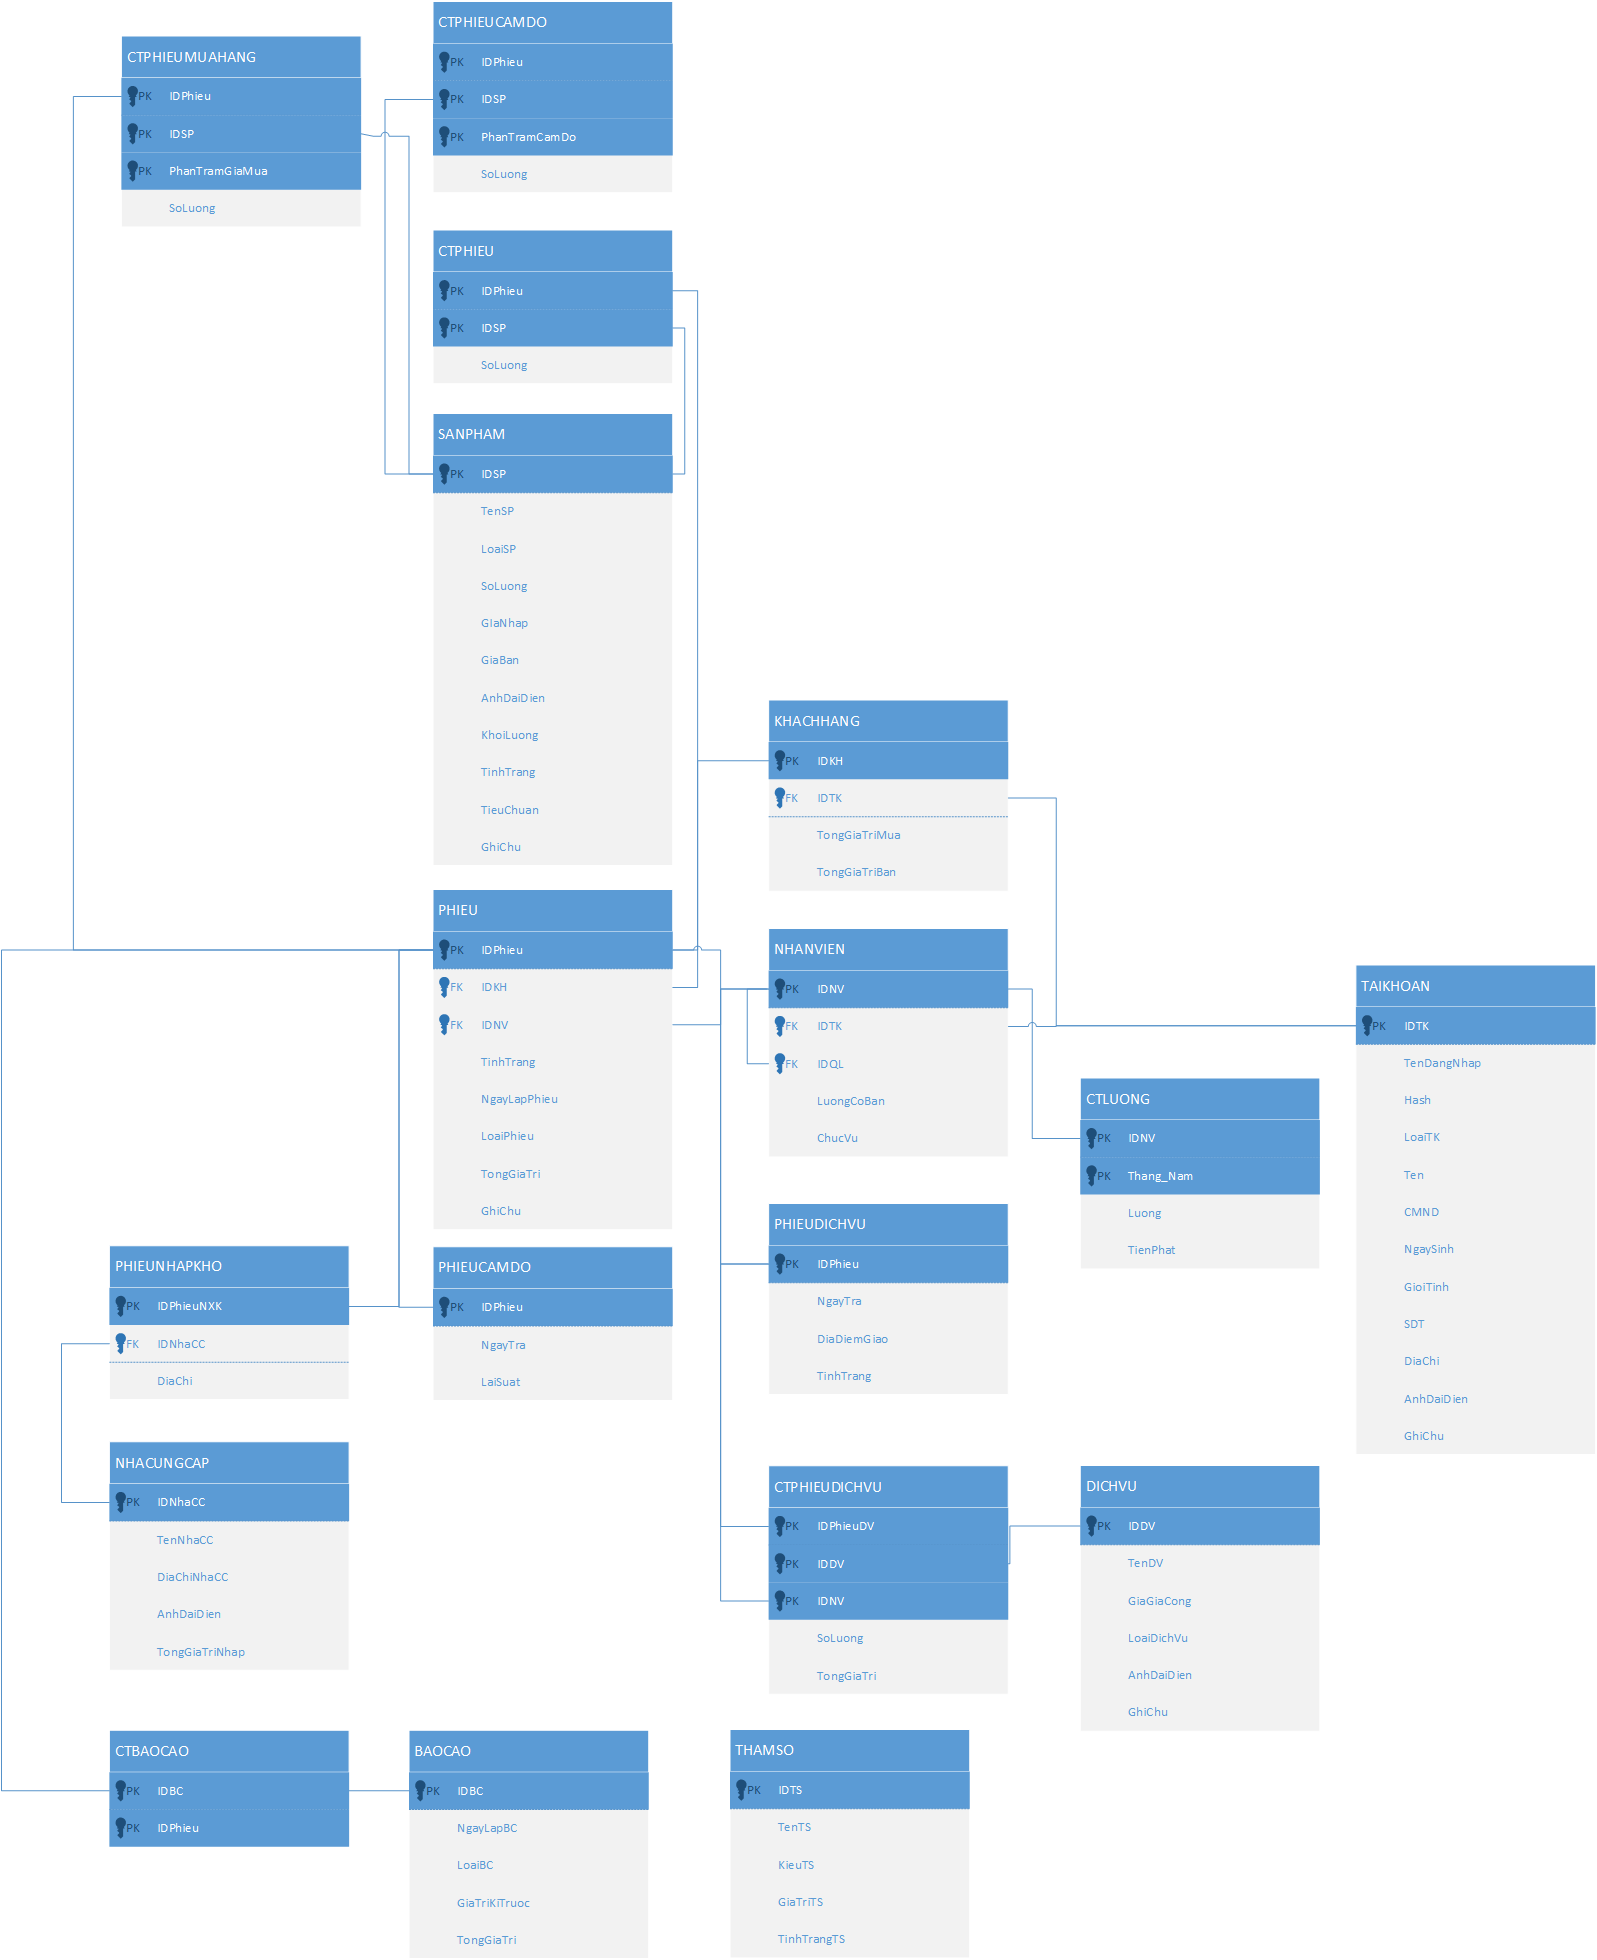 CTPHIEUCAMDO
PK IDPhieu
PK IDSP
PK PhanTramCamDo
SoLuong
CTPHIEUMUAHANG
PK IDPhieu
PK IDSP
PK PhanTramGiaMua
SoLuong
CTPHIEU
PK IDPhieu
PK IDSP
SoLuong
SANPHAM
PK IDSP
TenSP
LoaiSP
SoLuong
GIaNhap
GiaBan
AnhDaiDien
KhoiLuong
TinhTrang
TieuChuan
GhiChu
KHACHHANG
PK IDKH
FK IDTK
TongGiaTriMua
TongGiaTriBan
PHIEU
PK IDPhieu
FK IDKH
FK IDNV
TinhTrang
NgayLapPhieu
LoaiPhieu
TongGiaTri
GhiChu
NHANVIEN
PK IDNV
FK IDTK
FK IDQL
LuongCoBan
ChucVu
TAIKHOAN
PK IDTK
TenDangNhap
Hash
LoaiTK
Ten
CMND
NgaySinh
GioiTinh
SDT
DiaChi
AnhDaiDien
GhiChu
CTLUONG
PK IDNV
PK Thang_Nam
Luong
TienPhat
PHIEUDICHVU
PK IDPhieu
NgayTra
DiaDiemGiao
TinhTrang
PHIEUNHAPKHO
PK IDPhieuNXK
FK IDNhaCC
DiaChi
PHIEUCAMDO
PK IDPhieu
NgayTra
LaiSuat
NHACUNGCAP
PK IDNhaCC
TenNhaCC
DiaChiNhaCC
AnhDaiDien
TongGiaTriNhap
CTPHIEUDICHVU
PK IDPhieuDV
PK IDDV
PK IDNV
SoLuong
TongGiaTri
DICHVU
PK IDDV
TenDV
GiaGiaCong
LoaiDichVu
AnhDaiDien
GhiChu
CTBAOCAO
PK IDBC
PK IDPhieu
BAOCAO
PK IDBC
NgayLapBC
LoaiBC
GiaTriKiTruoc
TongGiaTri
THAMSO
PK IDTS
TenTS
KieuTS
GiaTriTS
TinhTrangTS